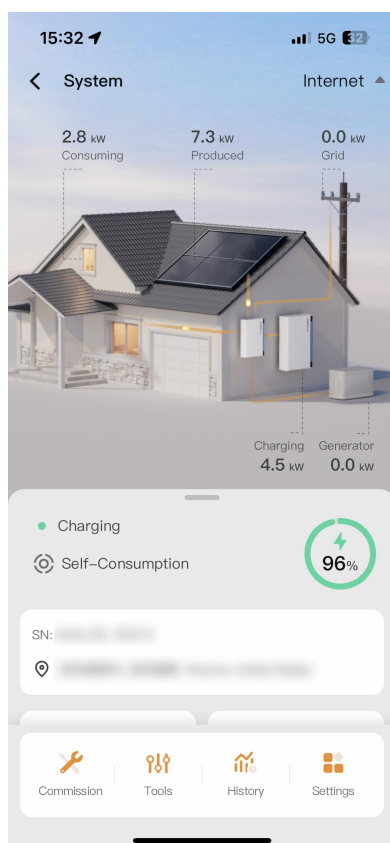 15:32 5G 32
System Internet
2.8 kW 7.3 kW 0.0 kW
Consuming Produced Grid
Charging Generator
4.5 kW 0.0 kW
Charging
Self-Consumption
96%
SN:
Commission Tools History Settings